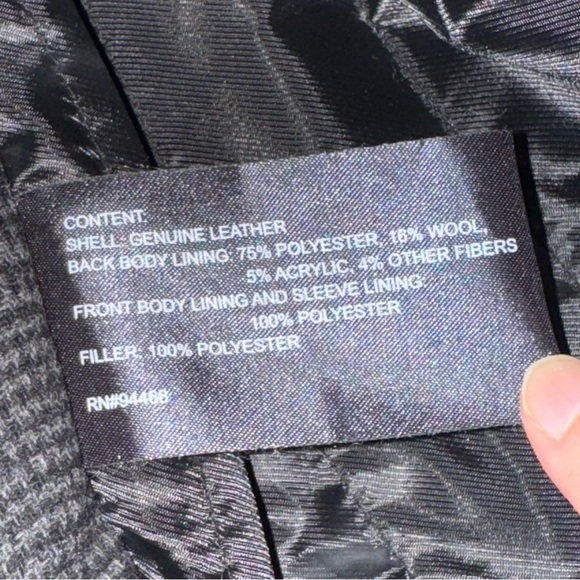 CONTENT:
SHELL: GENUINE LEATHER
BACK BODY LINING: 75% POLYESTER, 16% WOOL,
5% ACRYLIC, 4% OTHER FIBERS
FRONT BODY LINING AND SLEEVE LINING:
100% POLYESTER
FILLER: 100% POLYESTER
RN#94468